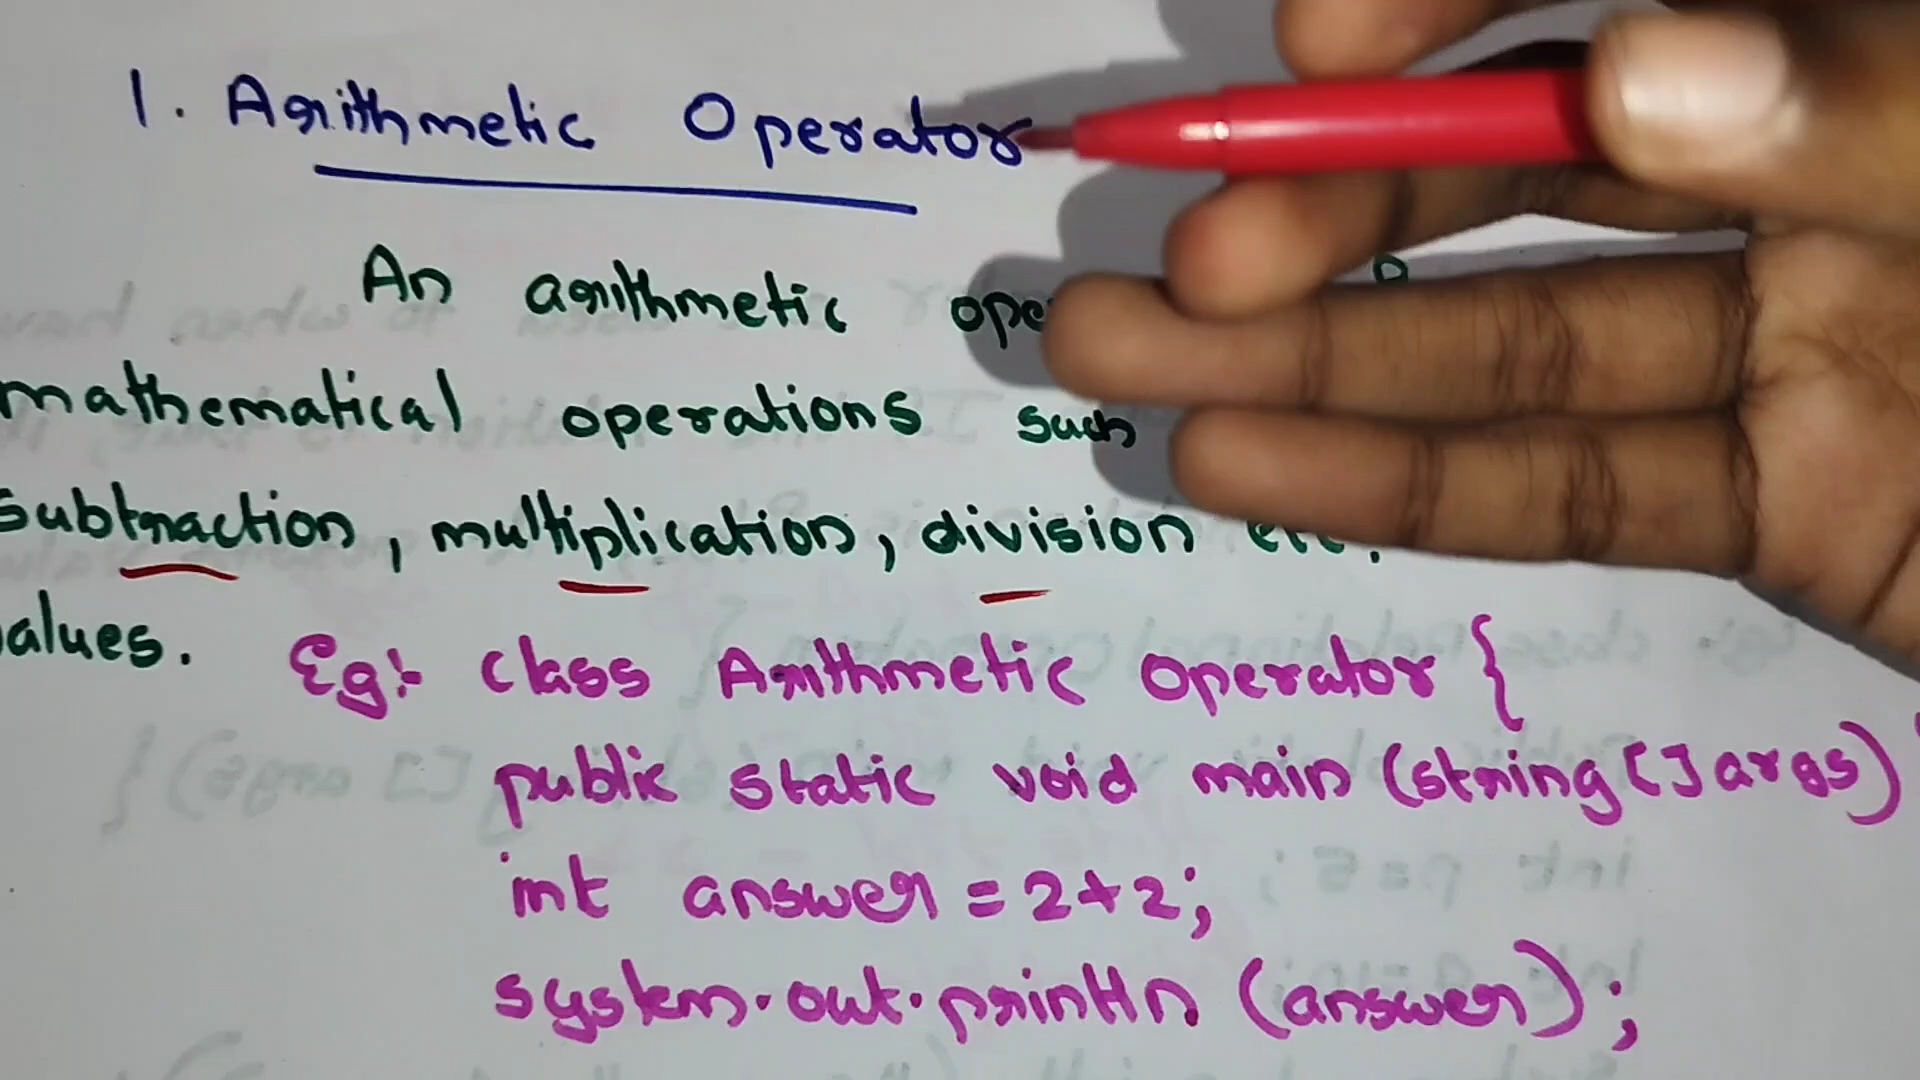 1. Arithmetic Operator
An arithmetic
mathematical operations such
subtraction, multiplication, division etc.
values.
Eg:- class Arithmetic Operator {
public static void main (string [] args)
int answer = 2+2;
system.out.println (answer);